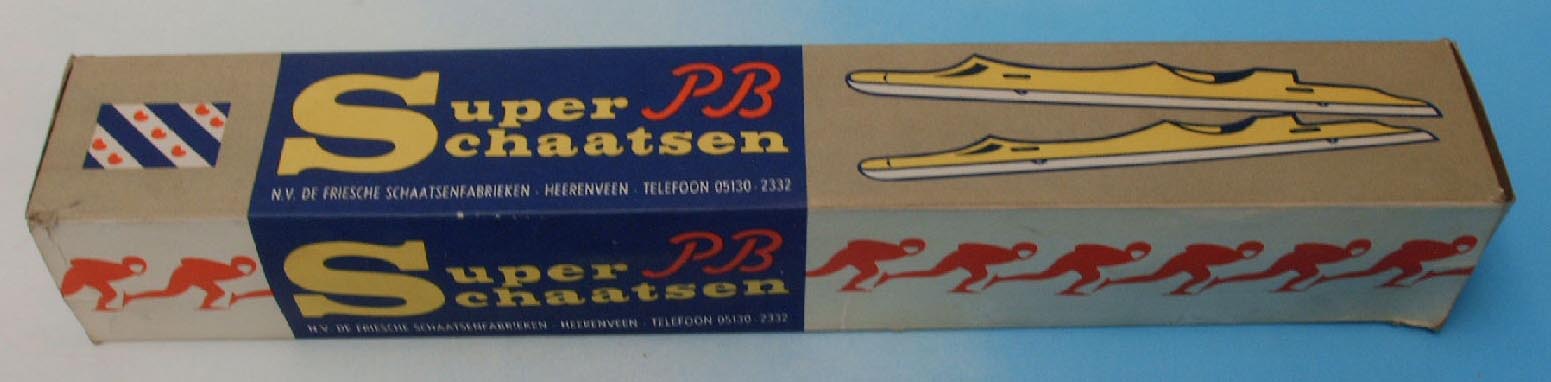 Super PB
Schaatsen
N.V. DE FRIESCHE SCHAATSENFABRIEKEN - HEERENVEEN - TELEFOON 05130-2332
Super PB
Schaatsen
N.V. DE FRIESCHE SCHAATSENFABRIEKEN - HEERENVEEN - TELEFOON 05130-2332